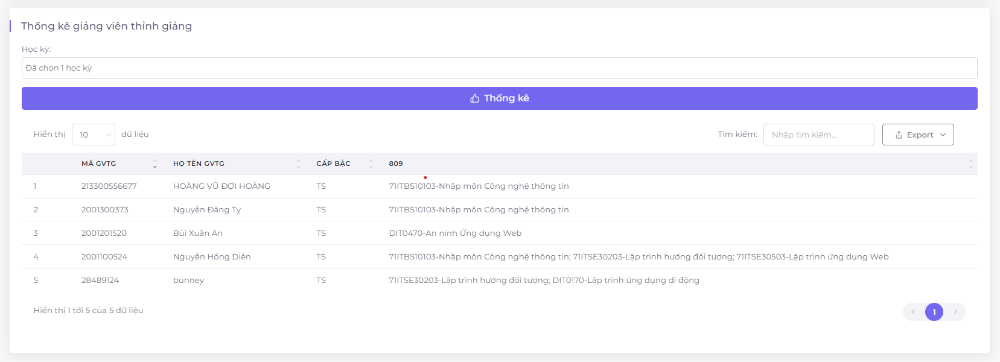 Thống kê giảng viên thỉnh giảng
Học kỳ:
Đã chọn 1 học kỳ
Thống kê
Hiển thị 10 dữ liệu Tìm kiếm: Nhập tìm kiếm... Export
MÃ GVTG HỌ TÊN GVTG CẤP BẬC 809
1 213300556677 HOÀNG VŨ ĐỢI HOÀNG TS 71ITBS10103-Nhập môn Công nghệ thông tin
2 2001300373 Nguyễn Đăng Tỵ TS 71ITBS10103-Nhập môn Công nghệ thông tin
3 2001201520 Bùi Xuân An TS DIT0470-An ninh Ứng dụng Web
4 2001100524 Nguyễn Hồng Diên TS 71ITBS10103-Nhập môn Công nghệ thông tin; 71ITSE30203-Lập trình hướng đối tượng; 71ITSE30503-Lập trình ứng dụng Web
5 28489124 bunney TS 71ITSE30203-Lập trình hướng đối tượng; DIT0170-Lập trình ứng dụng di động
Hiển thị 1 tới 5 của 5 dữ liệu 1